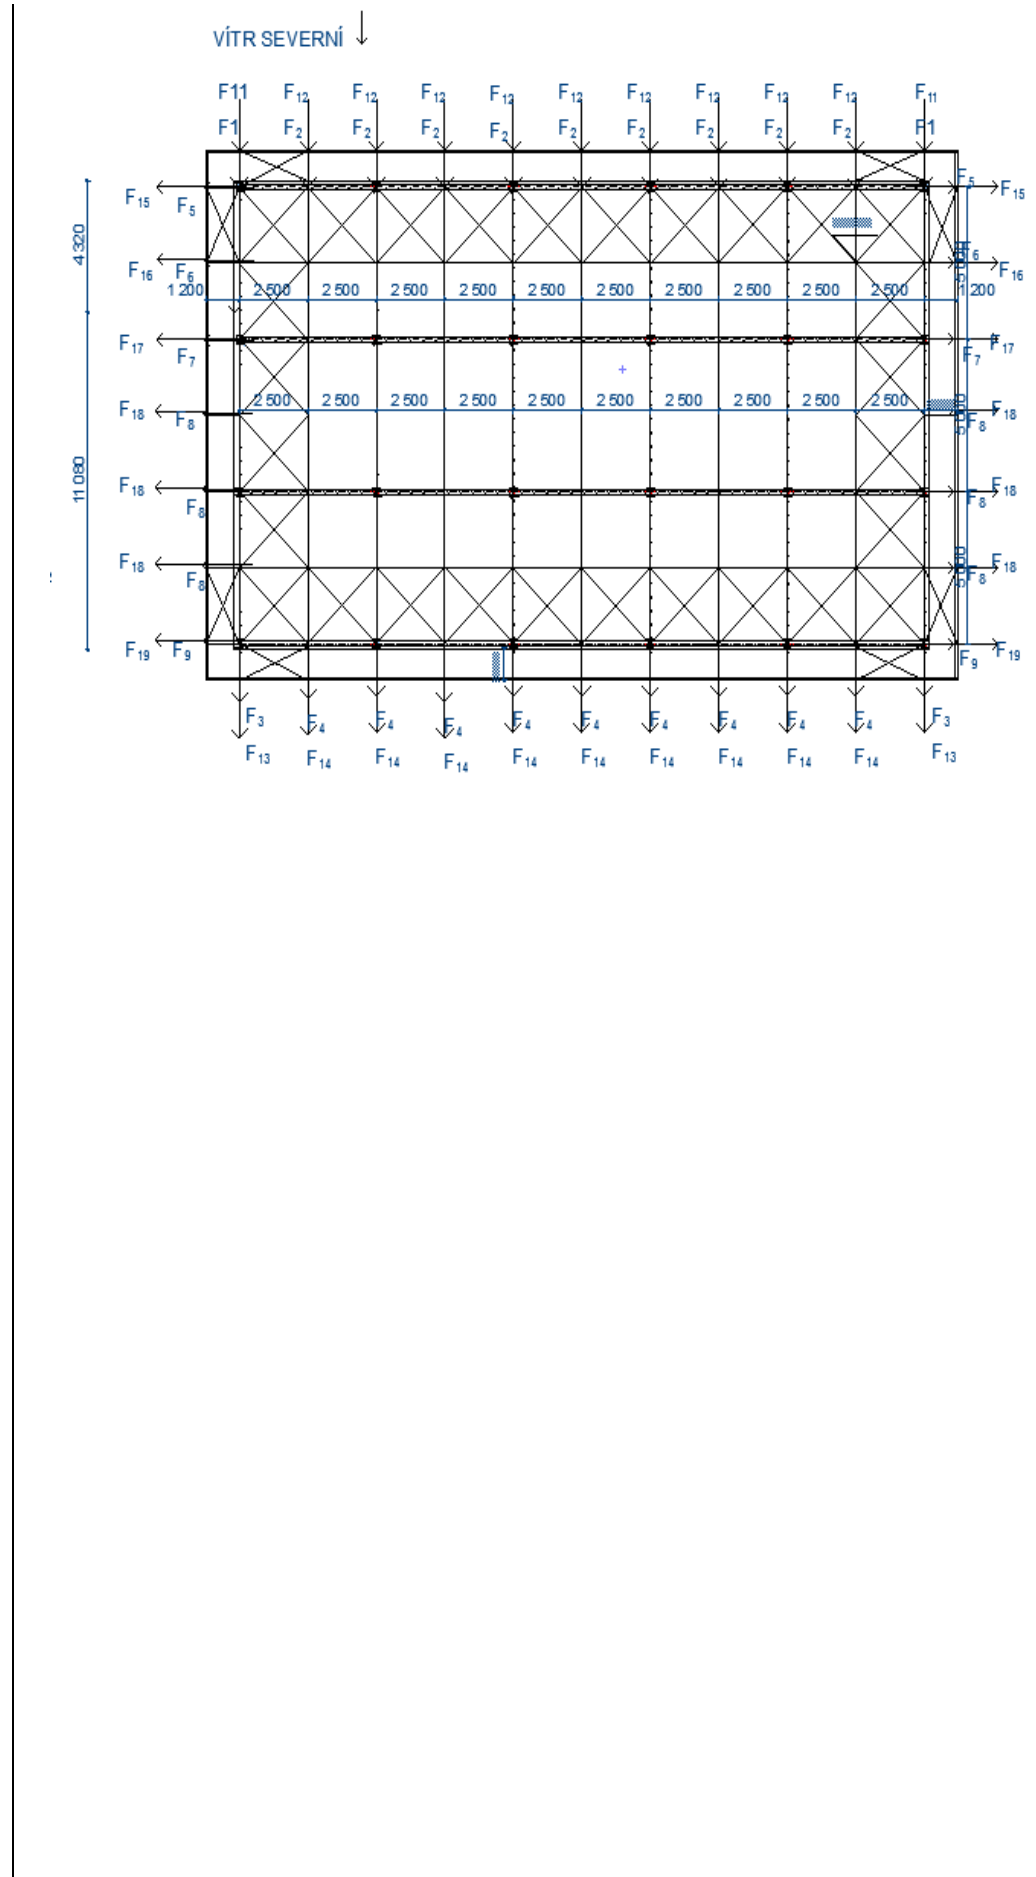 VÍTR SEVERNÍ
F11 F₁₂ F₁₂ F₁₂ F₁₂ F₁₂ F₁₂ F₁₂ F₁₂ F₁₂ F₁₁
F1 F₂ F₂ F₂ F₂ F₂ F₂ F₂ F₂ F₂ F1
F₁₅ F₅ F₅ F₁₅
4 320
F₁₆ F₆ F₆ F₁₆
1 200 2 500 2 500 2 500 2 500 2 500 2 500 2 500 2 500 2 500 2 500 1 200
F₁₇ F₇ F₇ F₁₇
2 500 2 500 2 500 2 500 2 500 2 500 2 500 2 500 2 500 2 500
F₁₈ F₈ F₈ F₁₈
11 080
F₁₈ F₈ F₈ F₁₈
F₁₈ F₈ F₈ F₁₈
F₁₉ F₉ F₉ F₁₉
F₃ F₄ F₄ F₄ F₄ F₄ F₄ F₄ F₄ F₄ F₃
F₁₃ F₁₄ F₁₄ F₁₄ F₁₄ F₁₄ F₁₄ F₁₄ F₁₄ F₁₄ F₁₃